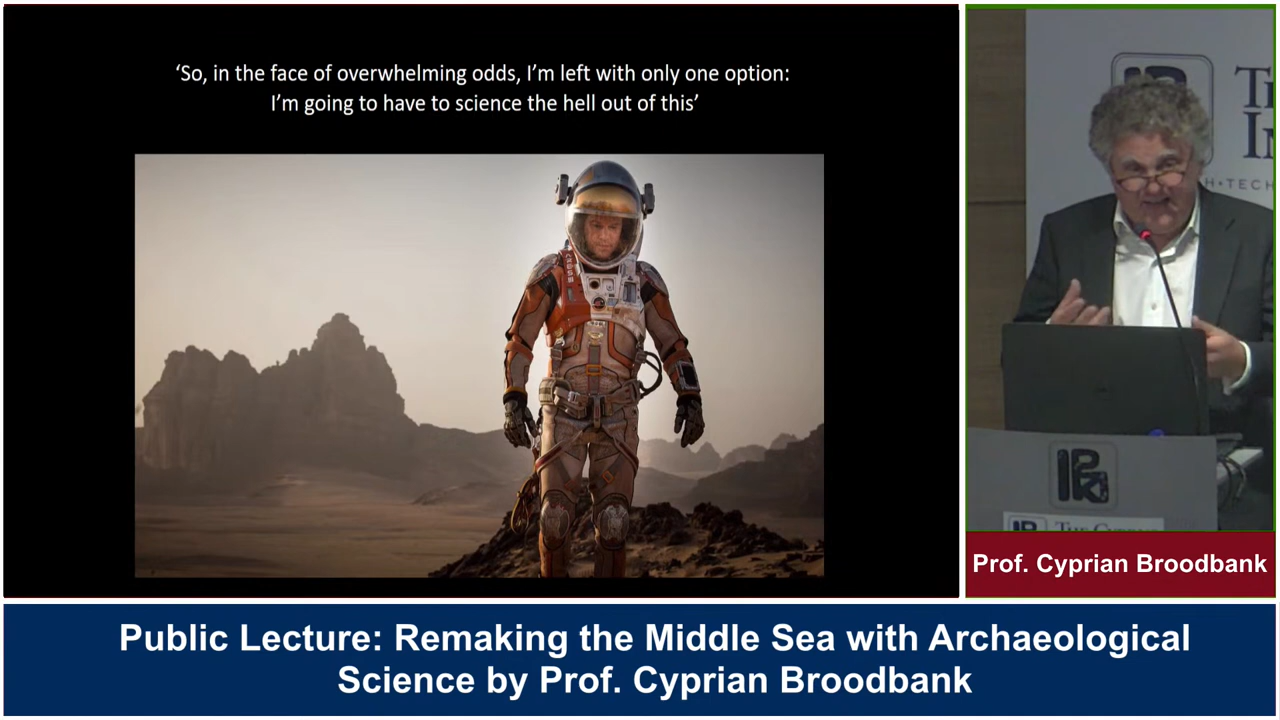 ‘So, in the face of overwhelming odds, I’m left with only one option:
I’m going to have to science the hell out of this’
Prof. Cyprian Broodbank
Public Lecture: Remaking the Middle Sea with Archaeological
Science by Prof. Cyprian Broodbank